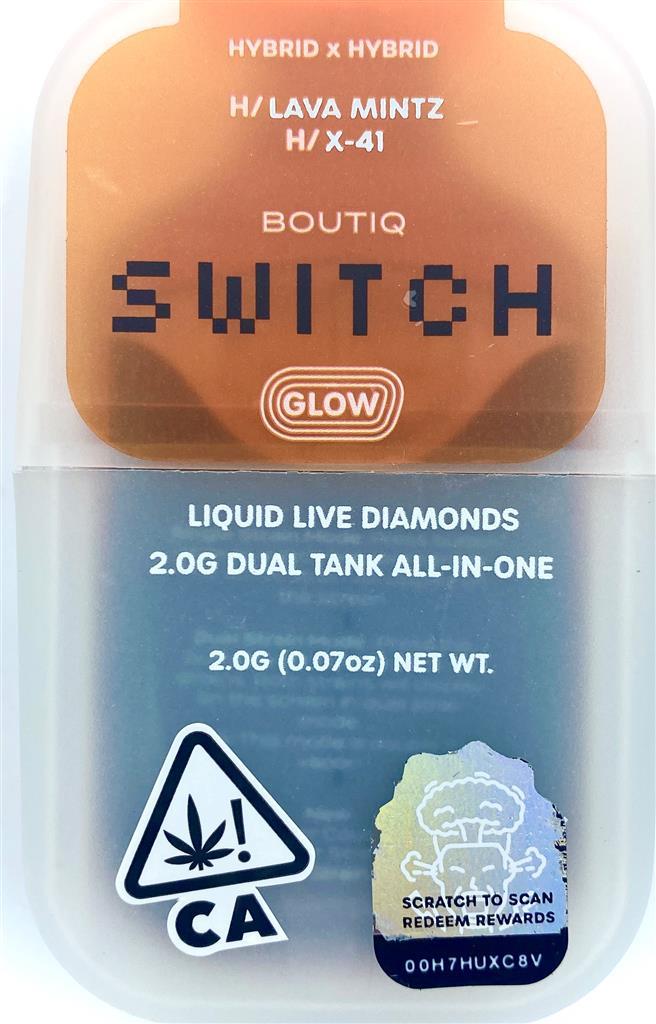 HYBRID x HYBRID
H/ LAVA MINTZ
H/ X-41
BOUTIQ
SWITCH
GLOW
LIQUID LIVE DIAMONDS
2.0G DUAL TANK ALL-IN-ONE
2.0G (0.07oz) NET WT.
!
CA
SCRATCH TO SCAN
REDEEM REWARDS
00H7HUXC8V